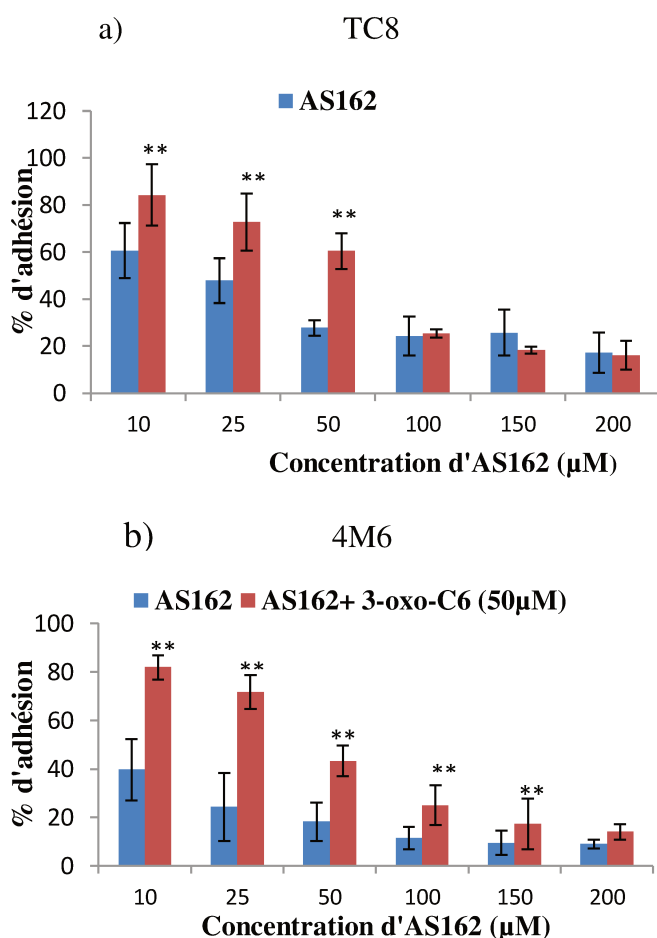 a) TC8
AS162
120
100
80
60
40
20
0
% d'adhésion
** ** **
10 25 50 100 150 200
Concentration d'AS162 (µM)
b) 4M6
AS162 AS162+ 3-oxo-C6 (50µM)
100
80
60
40
20
0
% d'adhésion
** ** ** ** **
10 25 50 100 150 200
Concentration d'AS162 (µM)